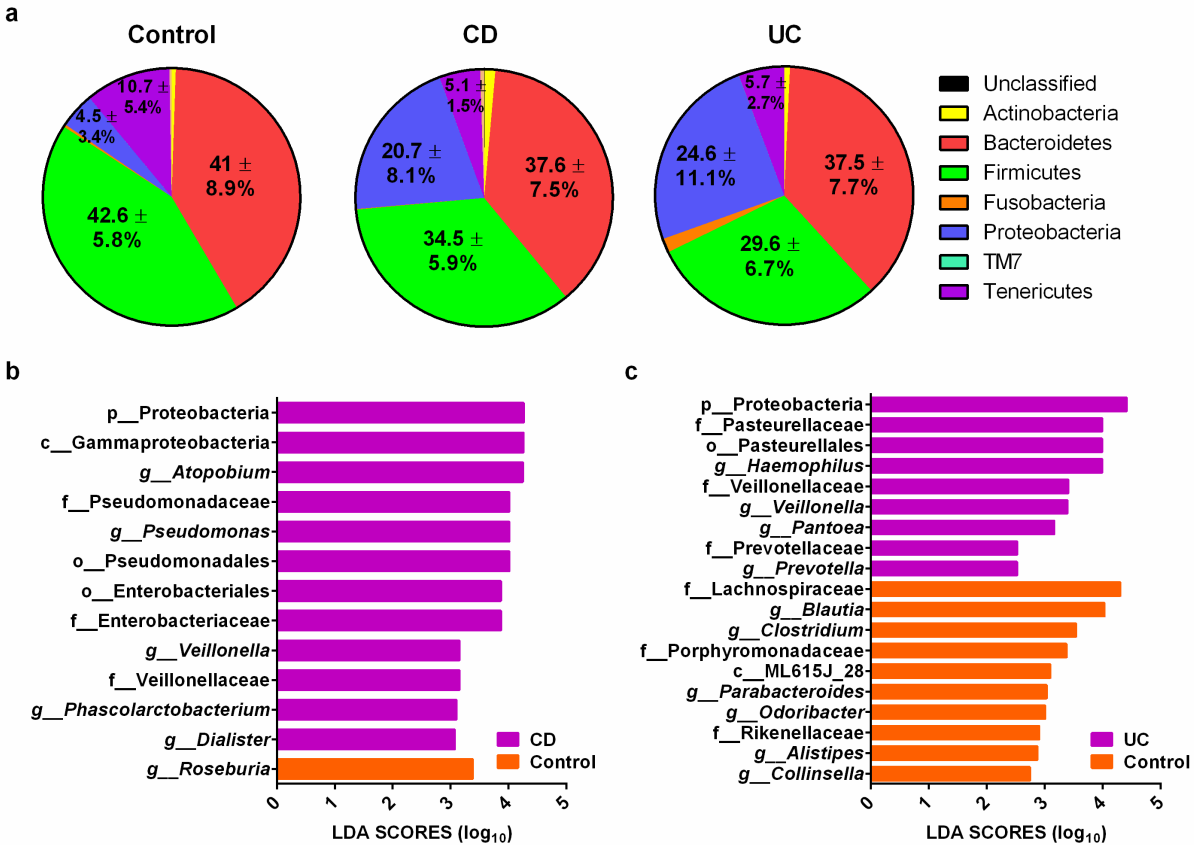 a
Control
CD
UC
10.7 ±
5.4%
4.5 ±
3.4%
41 ±
8.9%
42.6 ±
5.8%
5.1 ±
1.5%
20.7 ±
8.1%
37.6 ±
7.5%
34.5 ±
5.9%
5.7 ±
2.7%
24.6 ±
11.1%
37.5 ±
7.7%
29.6 ±
6.7%
Unclassified
Actinobacteria
Bacteroidetes
Firmicutes
Fusobacteria
Proteobacteria
TM7
Tenericutes
b
p__Proteobacteria
c__Gammaproteobacteria
g__Atopobium
f__Pseudomonadaceae
g__Pseudomonas
o__Pseudomonadales
o__Enterobacteriales
f__Enterobacteriaceae
g__Veillonella
f__Veillonellaceae
g__Phascolarctobacterium
g__Dialister
g__Roseburia
CD
Control
0 1 2 3 4 5
LDA SCORES (log10)
c
p__Proteobacteria
f__Pasteurellaceae
o__Pasteurellales
g__Haemophilus
f__Veillonellaceae
g__Veillonella
g__Pantoea
f__Prevotellaceae
g__Prevotella
f__Lachnospiraceae
g__Blautia
g__Clostridium
f__Porphyromonadaceae
c__ML615J_28
g__Parabacteroides
g__Odoribacter
f__Rikenellaceae
g__Alistipes
g__Collinsella
UC
Control
0 1 2 3 4 5
LDA SCORES (log10)